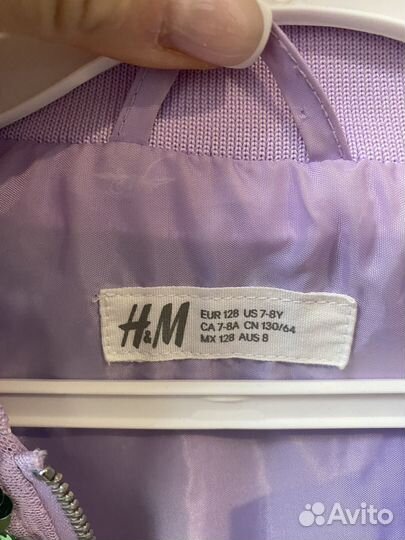 H&M
EUR 128 US 7-8Y
CA 7-8A CN 130/64
MX 128 AUS 8
Avito